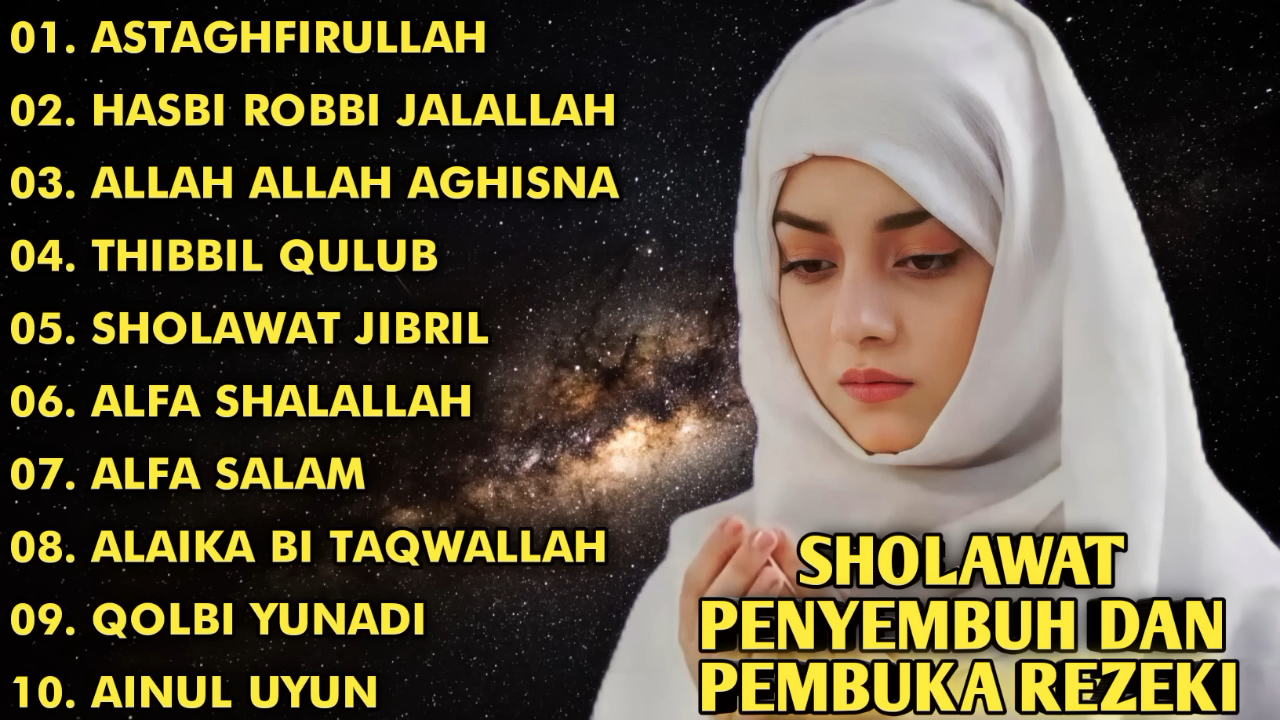 01. ASTAGHFIRULLAH
02. HASBI ROBBI JALALLAH
03. ALLAH ALLAH AGHISNA
04. THIBBIL QULUB
05. SHOLAWAT JIBRIL
06. ALFA SHALALLAH
07. ALFA SALAM
08. ALAIKA BI TAQWALLAH
09. QOLBI YUNADI
10. AINUL UYUN
SHOLAWAT
PENYEMBUH DAN
PEMBUKA REZEKI